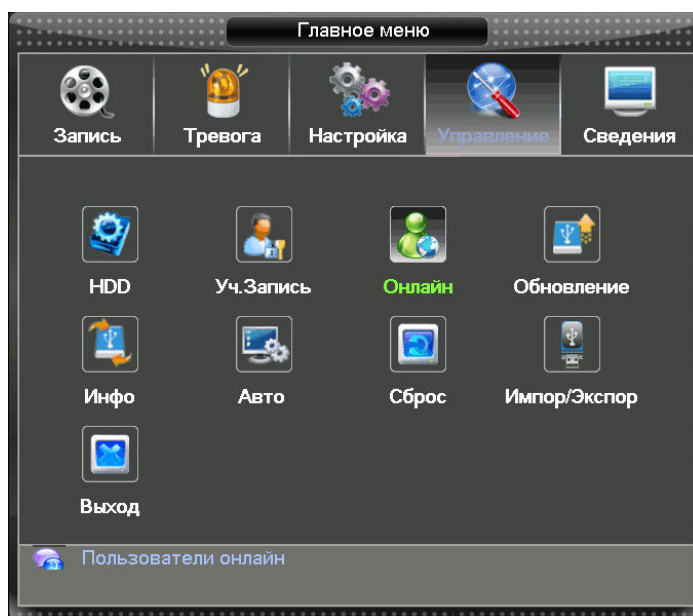 Главное меню
Запись Тревога Настройка Управление Сведения
HDD Уч.Запись Онлайн Обновление
Инфо Авто Сброс Импор/Экспор
Выход
Пользователи онлайн